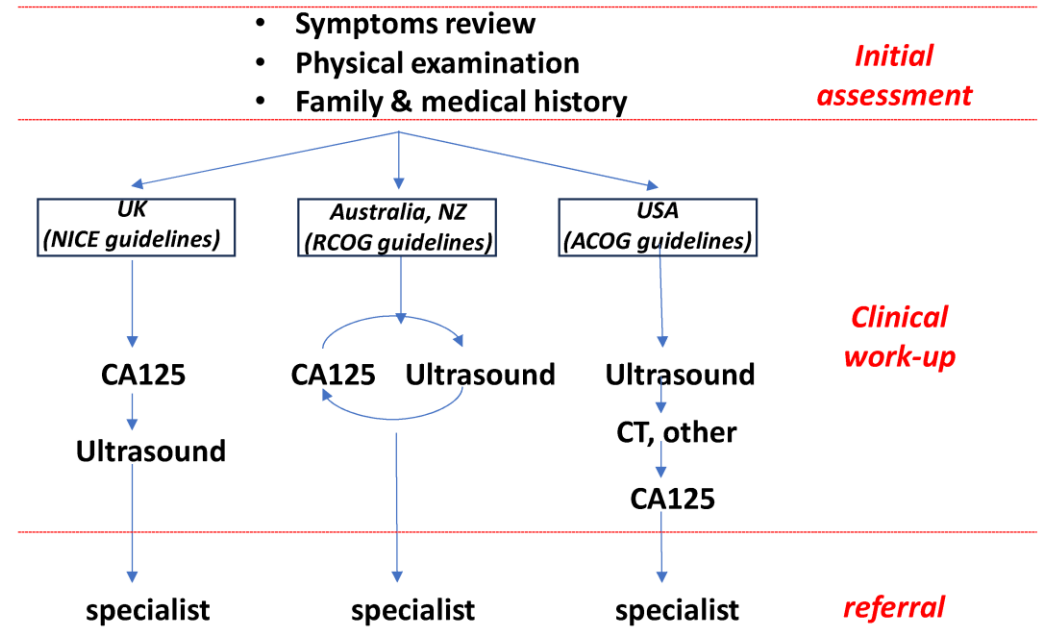 • Symptoms review
• Physical examination
• Family & medical history
Initial
assessment
UK
(NICE guidelines)
Australia, NZ
(RCOG guidelines)
USA
(ACOG guidelines)
Clinical
work-up
CA125
CA125
Ultrasound
Ultrasound
Ultrasound
CT, other
CA125
specialist
specialist
specialist
referral